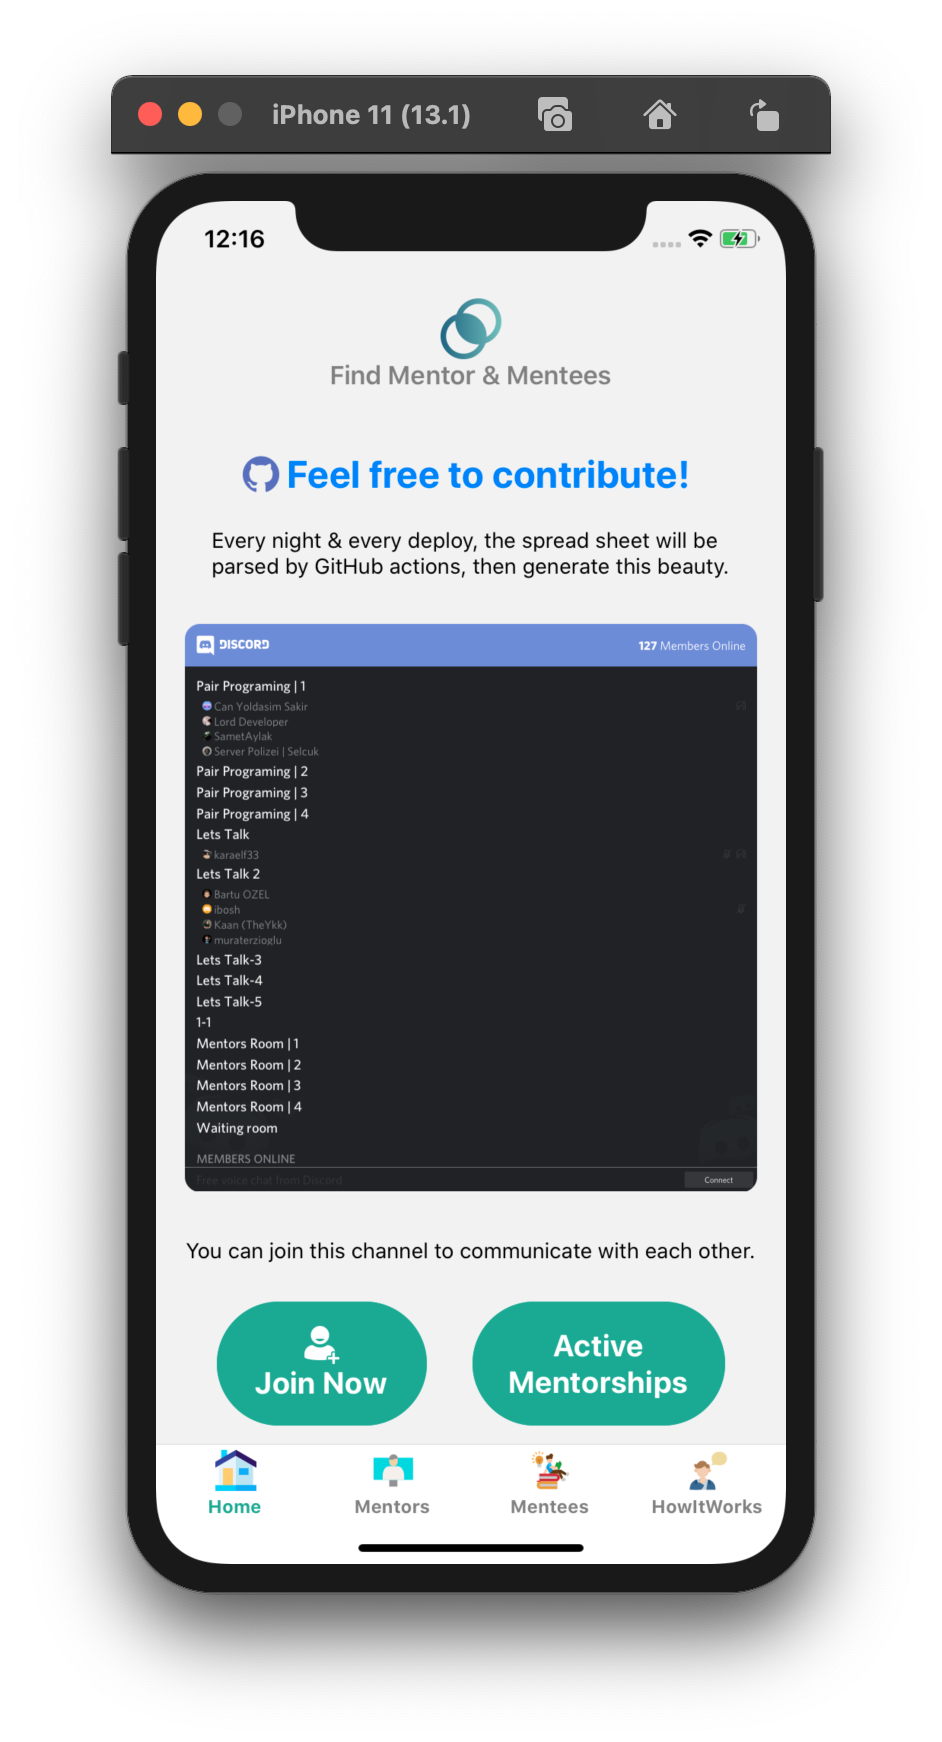 iPhone 11 (13.1)
12:16
Find Mentor & Mentees
Feel free to contribute!
Every night & every deploy, the spread sheet will be
parsed by GitHub actions, then generate this beauty.
DISCORD
127 Members Online
Pair Programing | 1
Can Yoldasim Sakir
Lord Developer
SametAylak
Server Polizei | Selcuk
Pair Programing | 2
Pair Programing | 3
Pair Programing | 4
Lets Talk
karaelf33
Lets Talk 2
Bartu OZEL
ibosh
Kaan (TheYkk)
muraterzioglu
Lets Talk-3
Lets Talk-4
Lets Talk-5
1-1
Mentors Room | 1
Mentors Room | 2
Mentors Room | 3
Mentors Room | 4
Waiting room
MEMBERS ONLINE
Free voice chat from Discord
Connect
You can join this channel to communicate with each other.
Join Now
Active
Mentorships
Home
Mentors
Mentees
HowItWorks